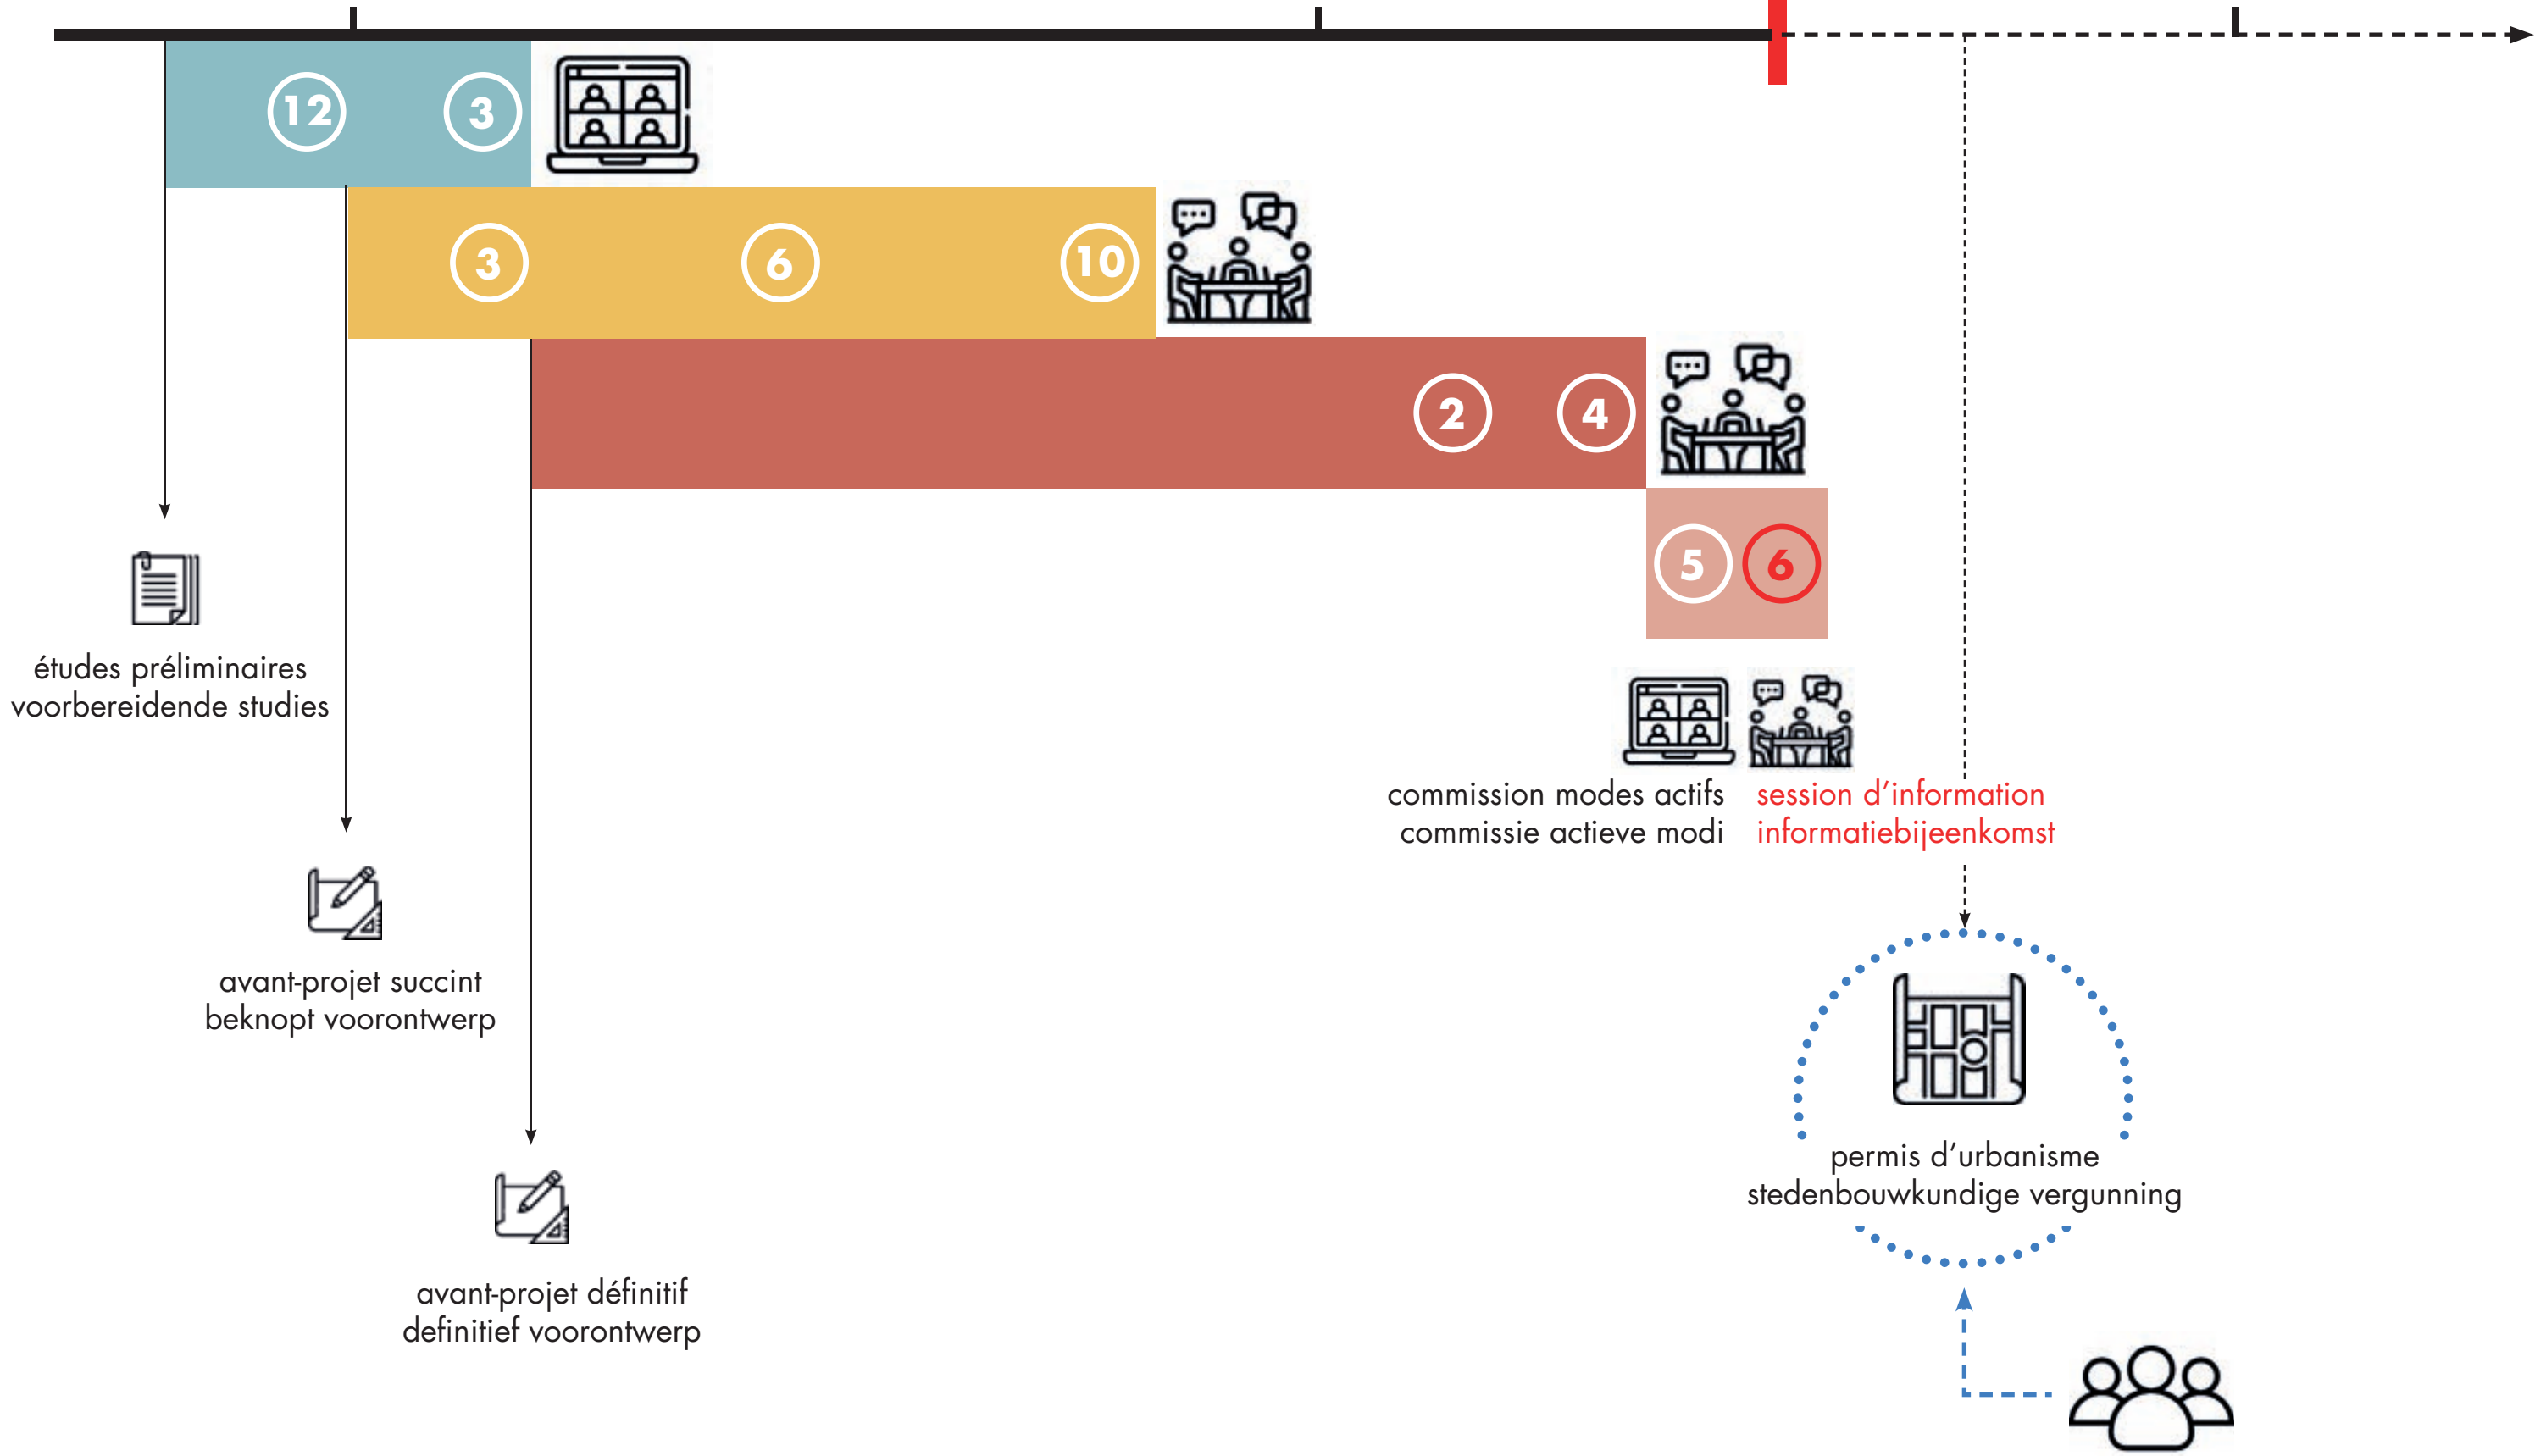 12
3
3
6
10
2
4
5
6
études préliminaires
voorbereidende studies
commission modes actifs
commissie actieve modi
session d'information
informatiebijeenkomst
avant-projet succint
beknopt voorontwerp
permis d'urbanisme
stedenbouwkundige vergunning
avant-projet définitif
definitief voorontwerp